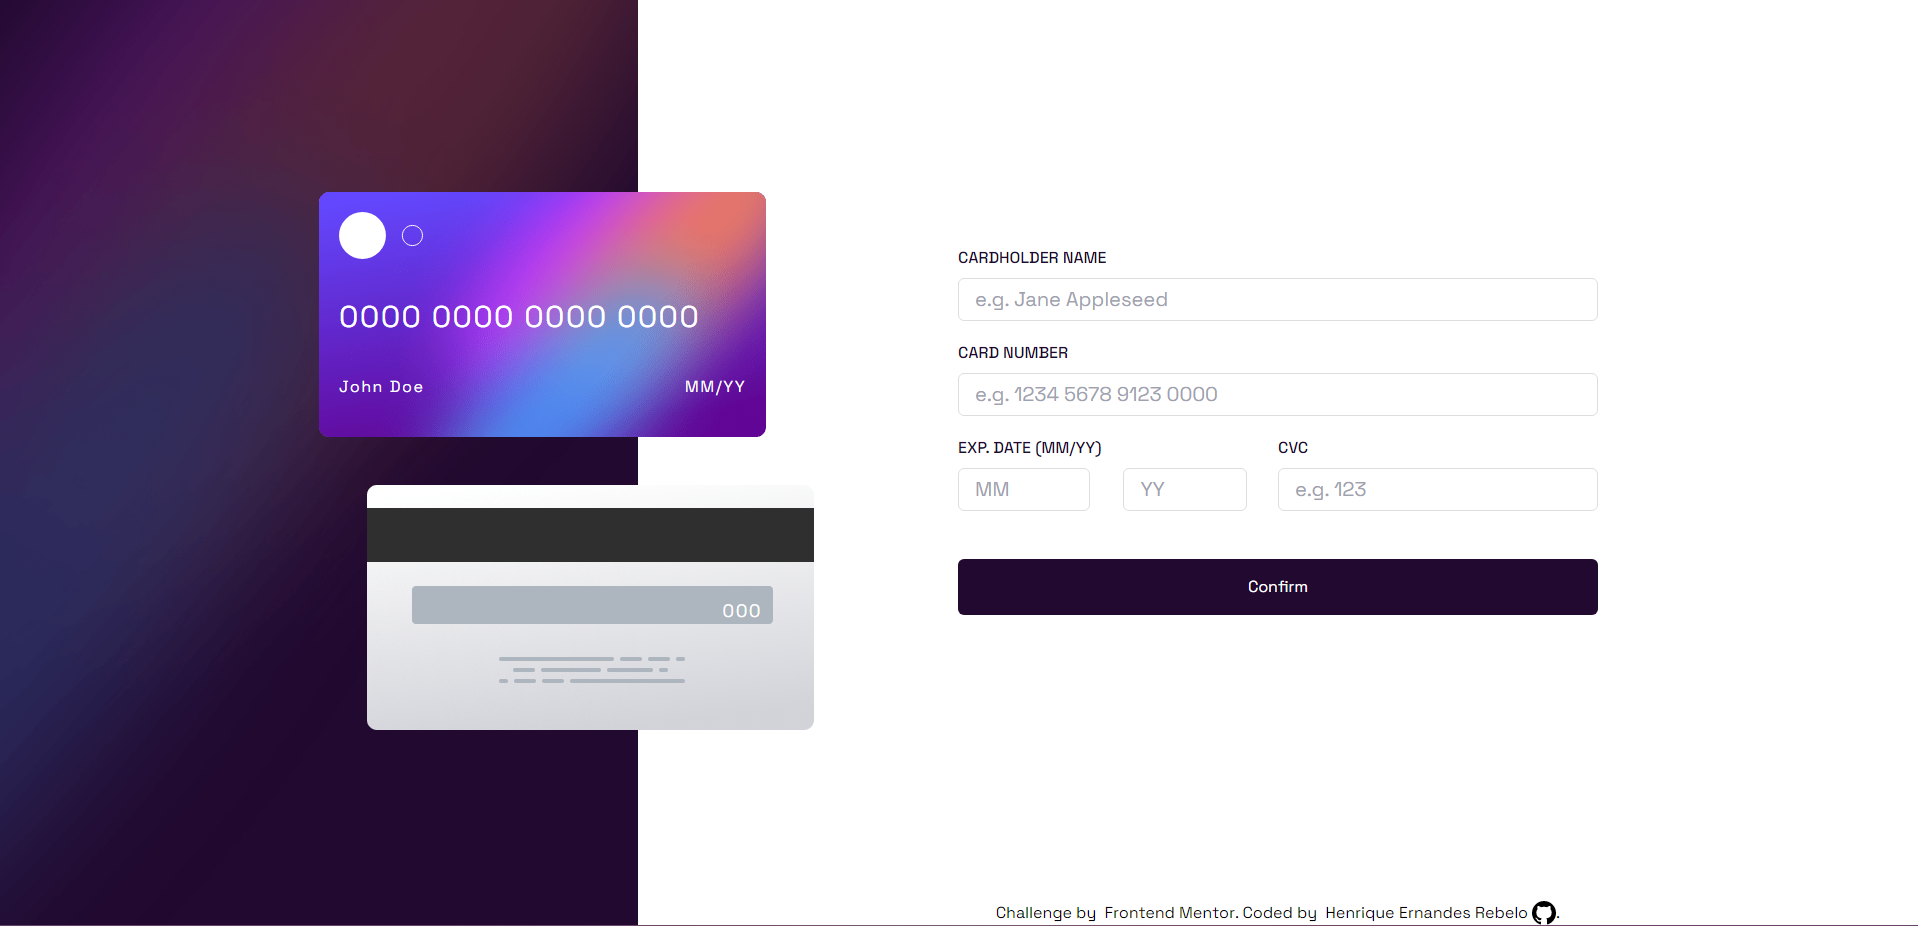 0000 0000 0000 0000
John Doe MM/YY
000
CARDHOLDER NAME
e.g. Jane Appleseed
CARD NUMBER
e.g. 1234 5678 9123 0000
EXP. DATE (MM/YY) CVC
MM YY e.g. 123
Confirm
Challenge by Frontend Mentor. Coded by Henrique Ernandes Rebelo .